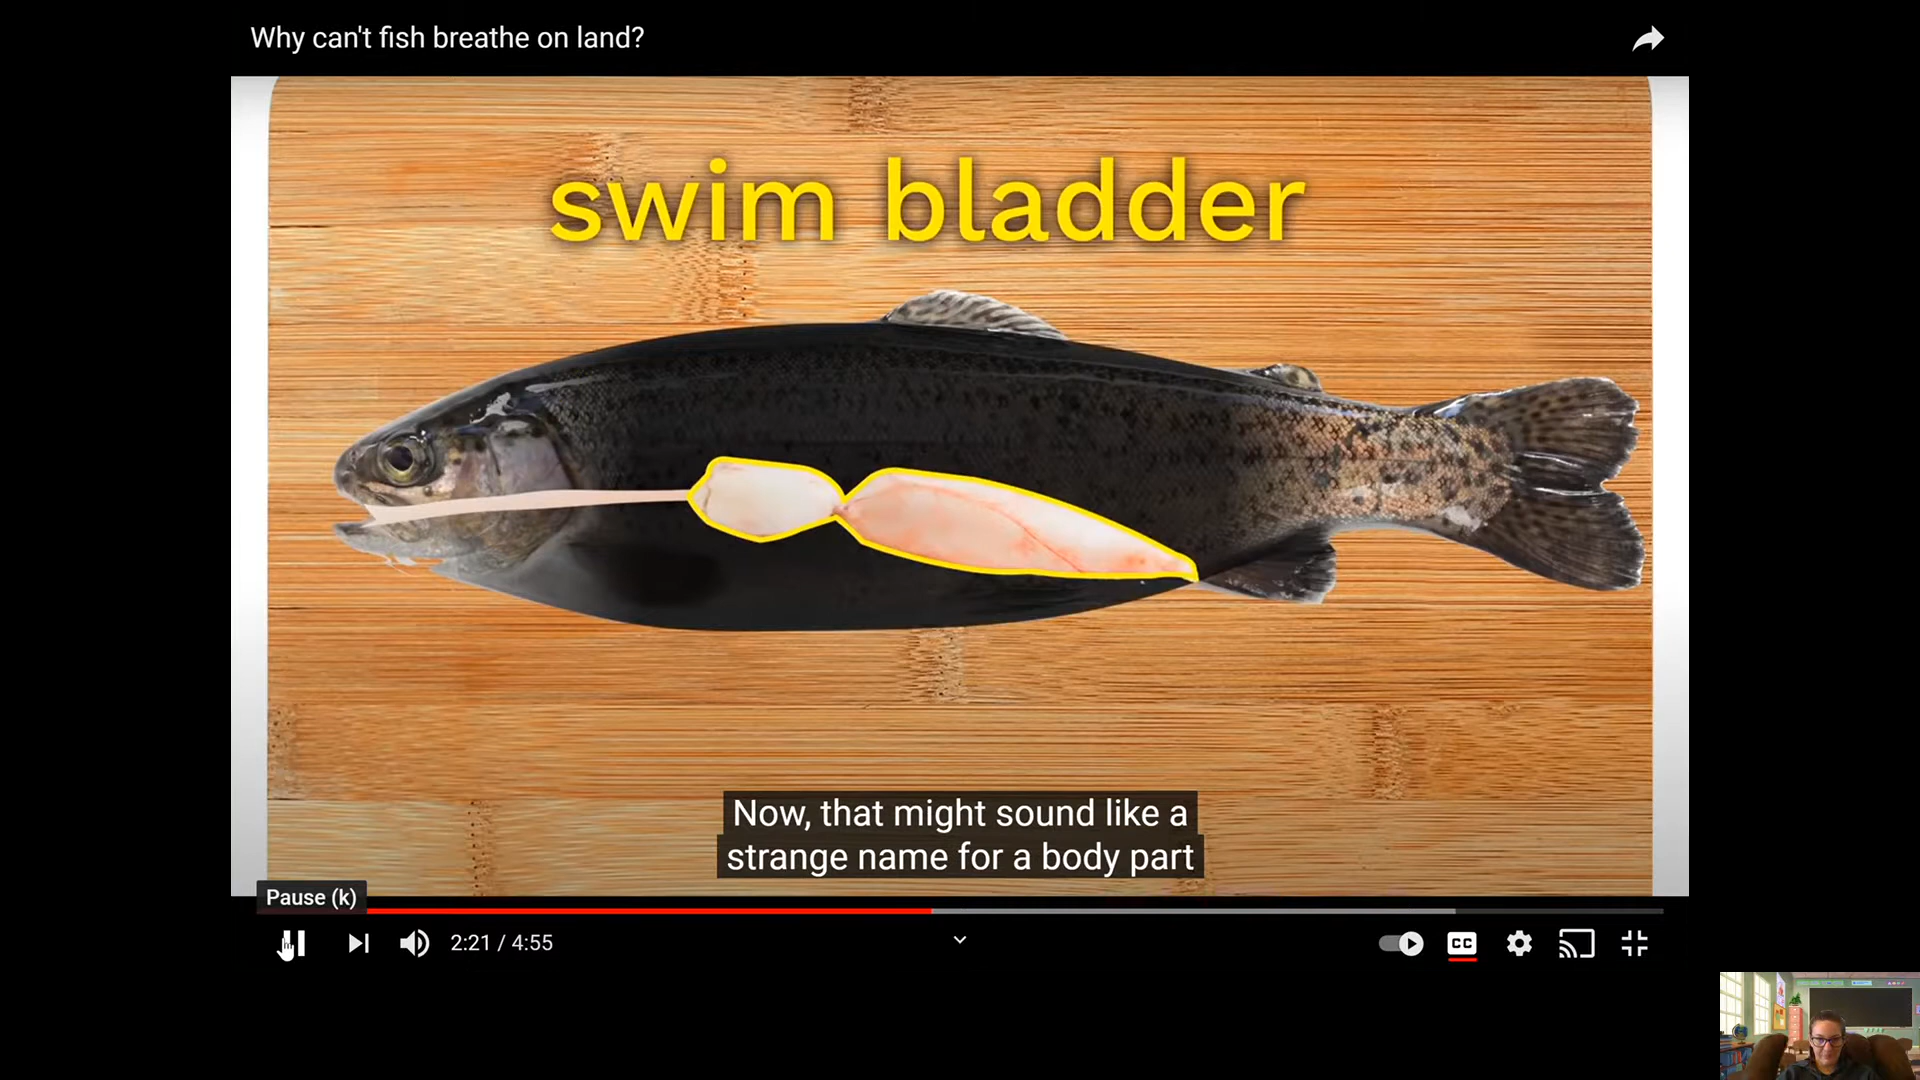 Why can't fish breathe on land?
swim bladder
Now, that might sound like a
strange name for a body part
Pause (k)
2:21 / 4:55
CC